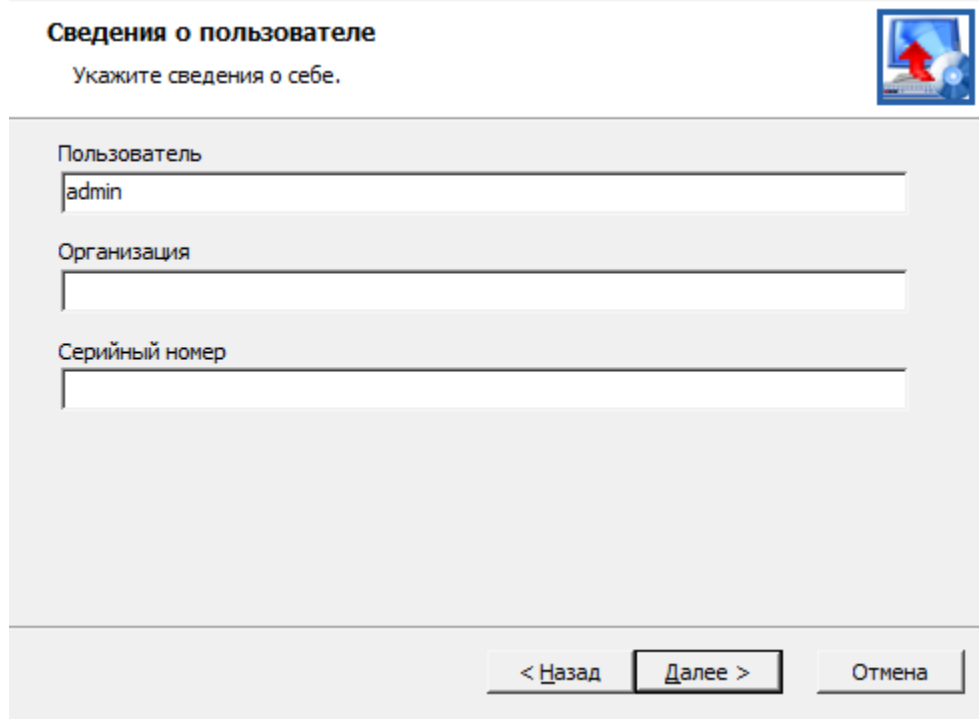 Сведения о пользователе
Укажите сведения о себе.
Пользователь
admin
Организация
Серийный номер
< Назад Далее > Отмена